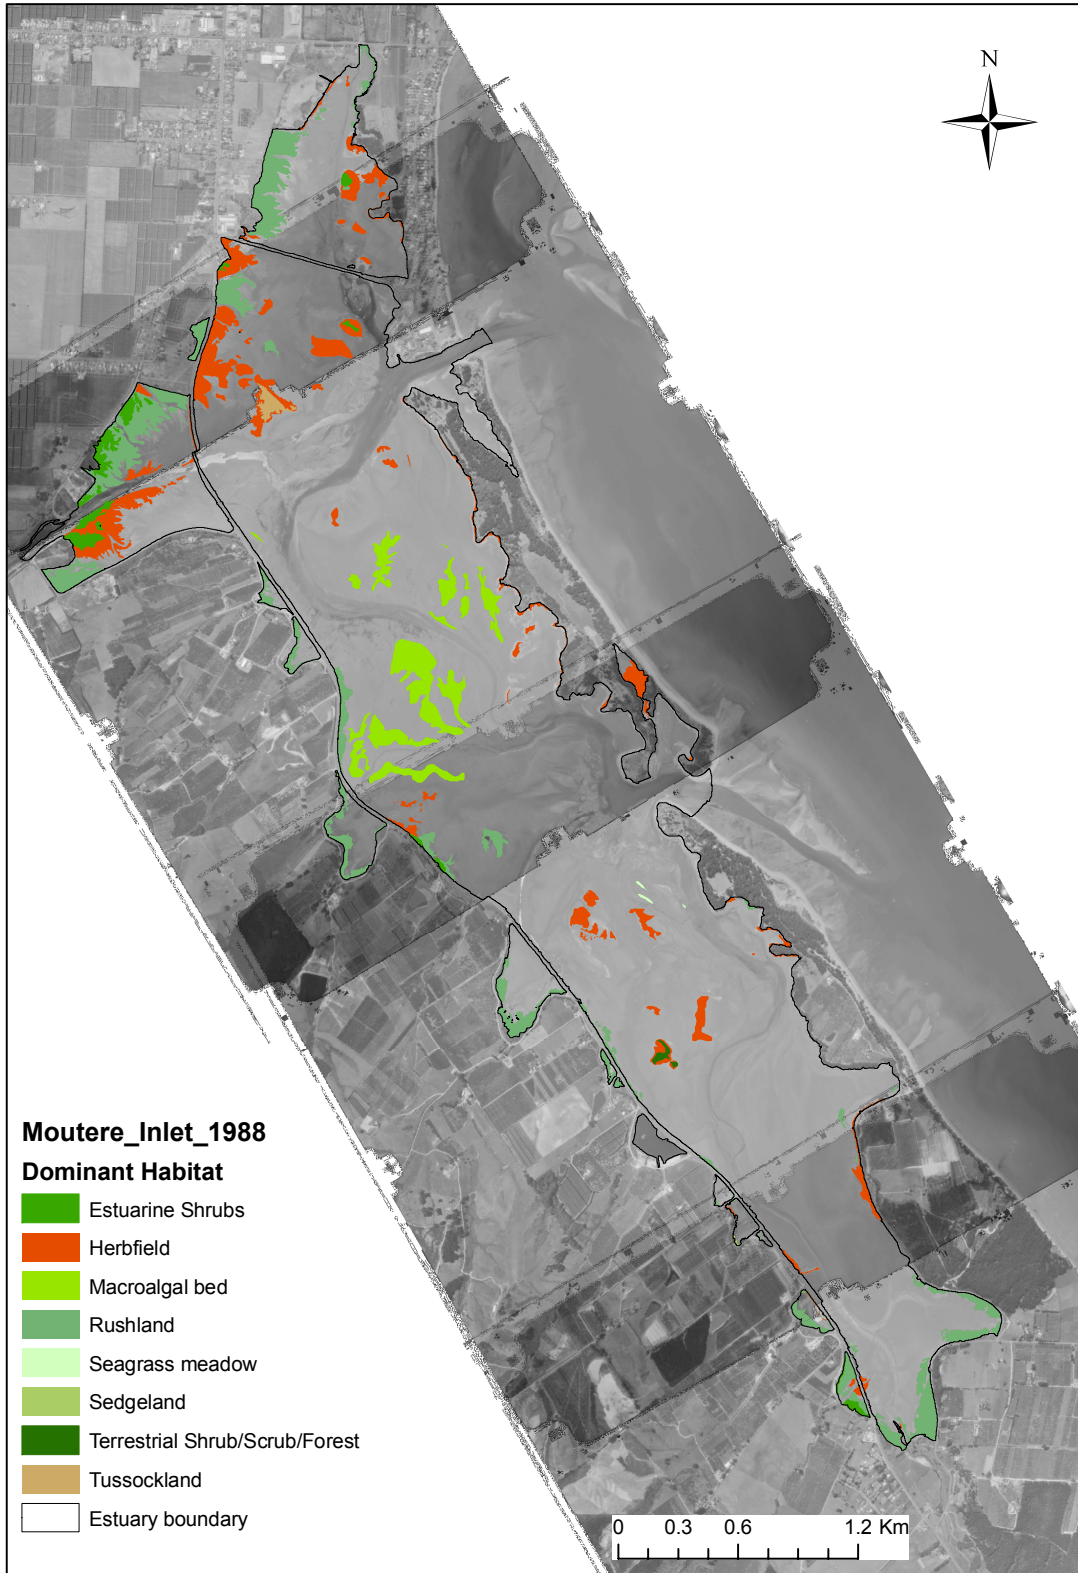 N
Moutere_Inlet_1988
Dominant Habitat
Estuarine Shrubs
Herbfield
Macroalgal bed
Rushland
Seagrass meadow
Sedgeland
Terrestrial Shrub/Scrub/Forest
Tussockland
Estuary boundary
0 0.3 0.6 1.2 Km